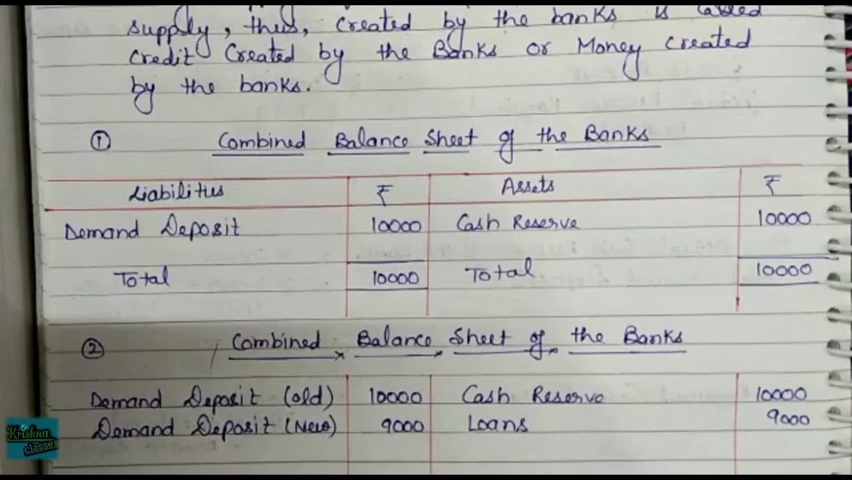 supply, thus, created by the banks is called
credit created by the Banks or Money created
by the banks.
① Combined Balance Sheet of the Banks
Liabilities ₹ Assets ₹
Demand Deposit 10000 Cash Reserve 10000
Total 10000 Total 10000
② Combined Balance Sheet of the Banks
Demand Deposit (old) 10000 Cash Reserve 10000
Demand Deposit (New) 9000 Loans 9000
Krishna
classes